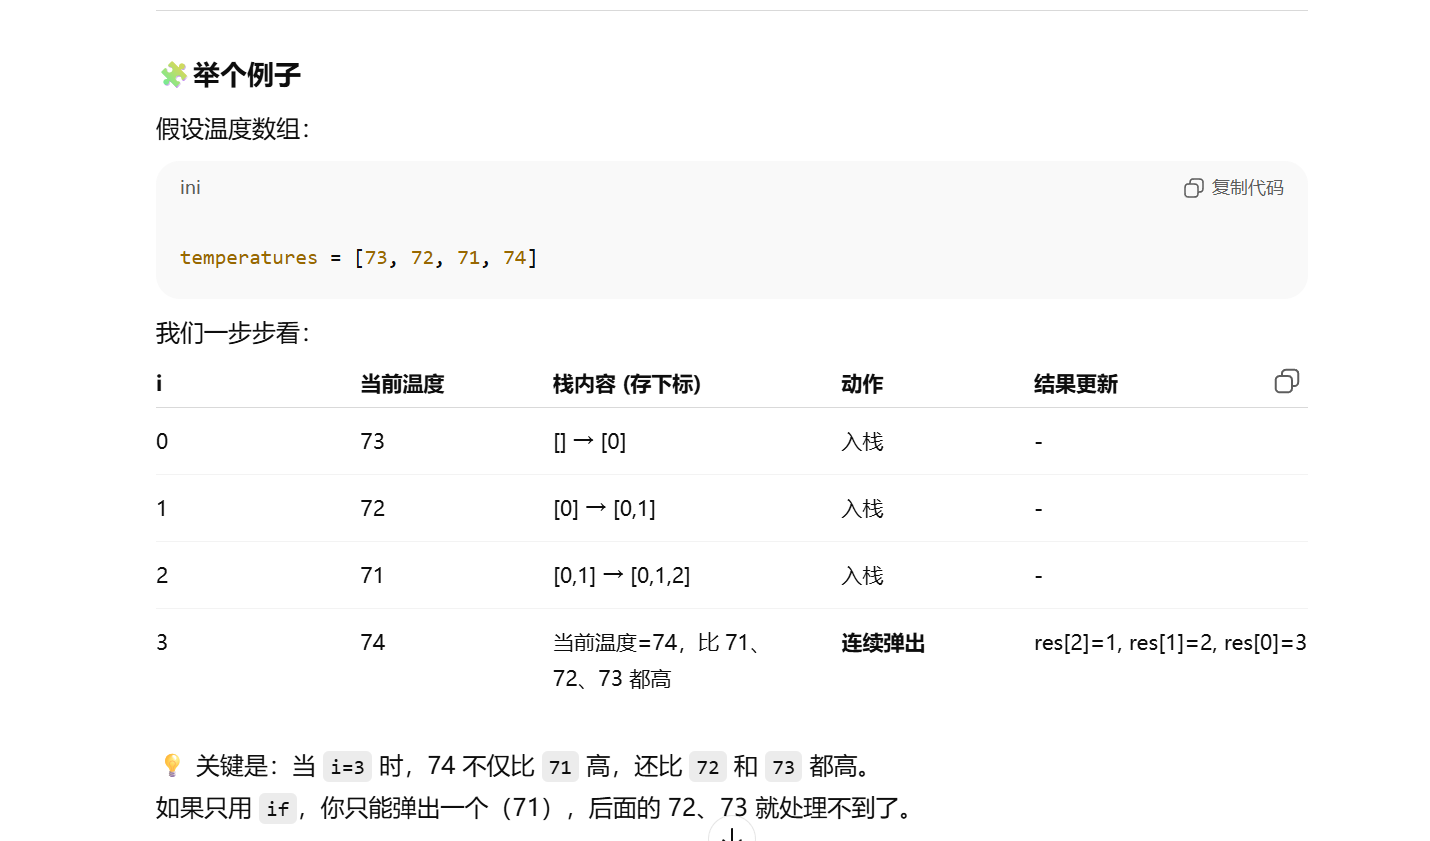 举个例子
假设温度数组：
ini
复制代码
temperatures = [73, 72, 71, 74]
我们一步步看：
i 当前温度 栈内容 (存下标) 动作 结果更新
0 73 [] → [0] 入栈 -
1 72 [0] → [0,1] 入栈 -
2 71 [0,1] → [0,1,2] 入栈 -
3 74 当前温度=74，比 71、 连续弹出 res[2]=1, res[1]=2, res[0]=3
72、73 都高
关键是：当 i=3 时，74 不仅比 71 高，还比 72 和 73 都高。
如果只用 if，你只能弹出一个（71），后面的 72、73 就处理不到了。